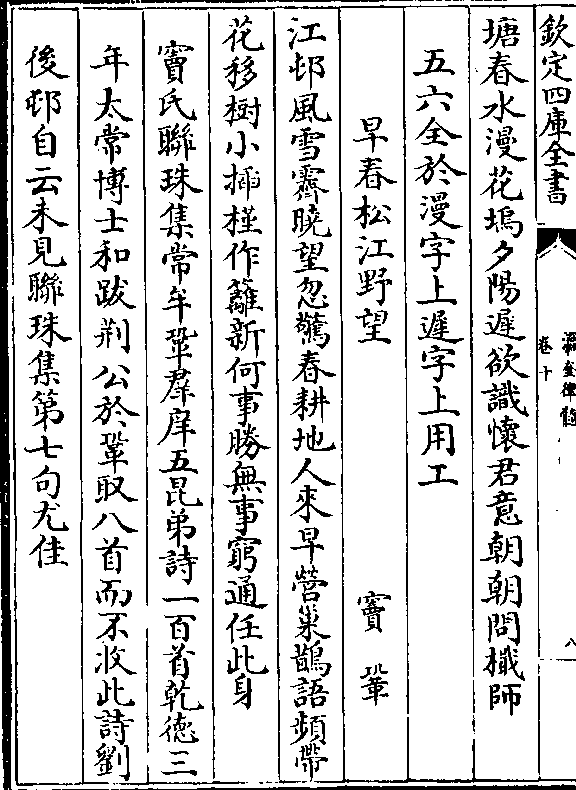 欽定四庫全書
瀛奎律髓
卷十
八
塘春水漫花塢夕陽遲欲識懷君意朝朝問檝師
五六全於漫字上遲字上用工
早春松江野望
竇鞏
江邨風雪霽曉望忽驚春耕地人來早營巢鵲語頻帶
花移樹小插槿作籬新何事勝無事窮通任此身
竇氏聯珠集常牟鞏羣庠五昆弟詩一百首乾德三
年太常博士和跋荆公於鞏取八首而不收此詩劉
後邨自云未見聯珠集第七句尤佳